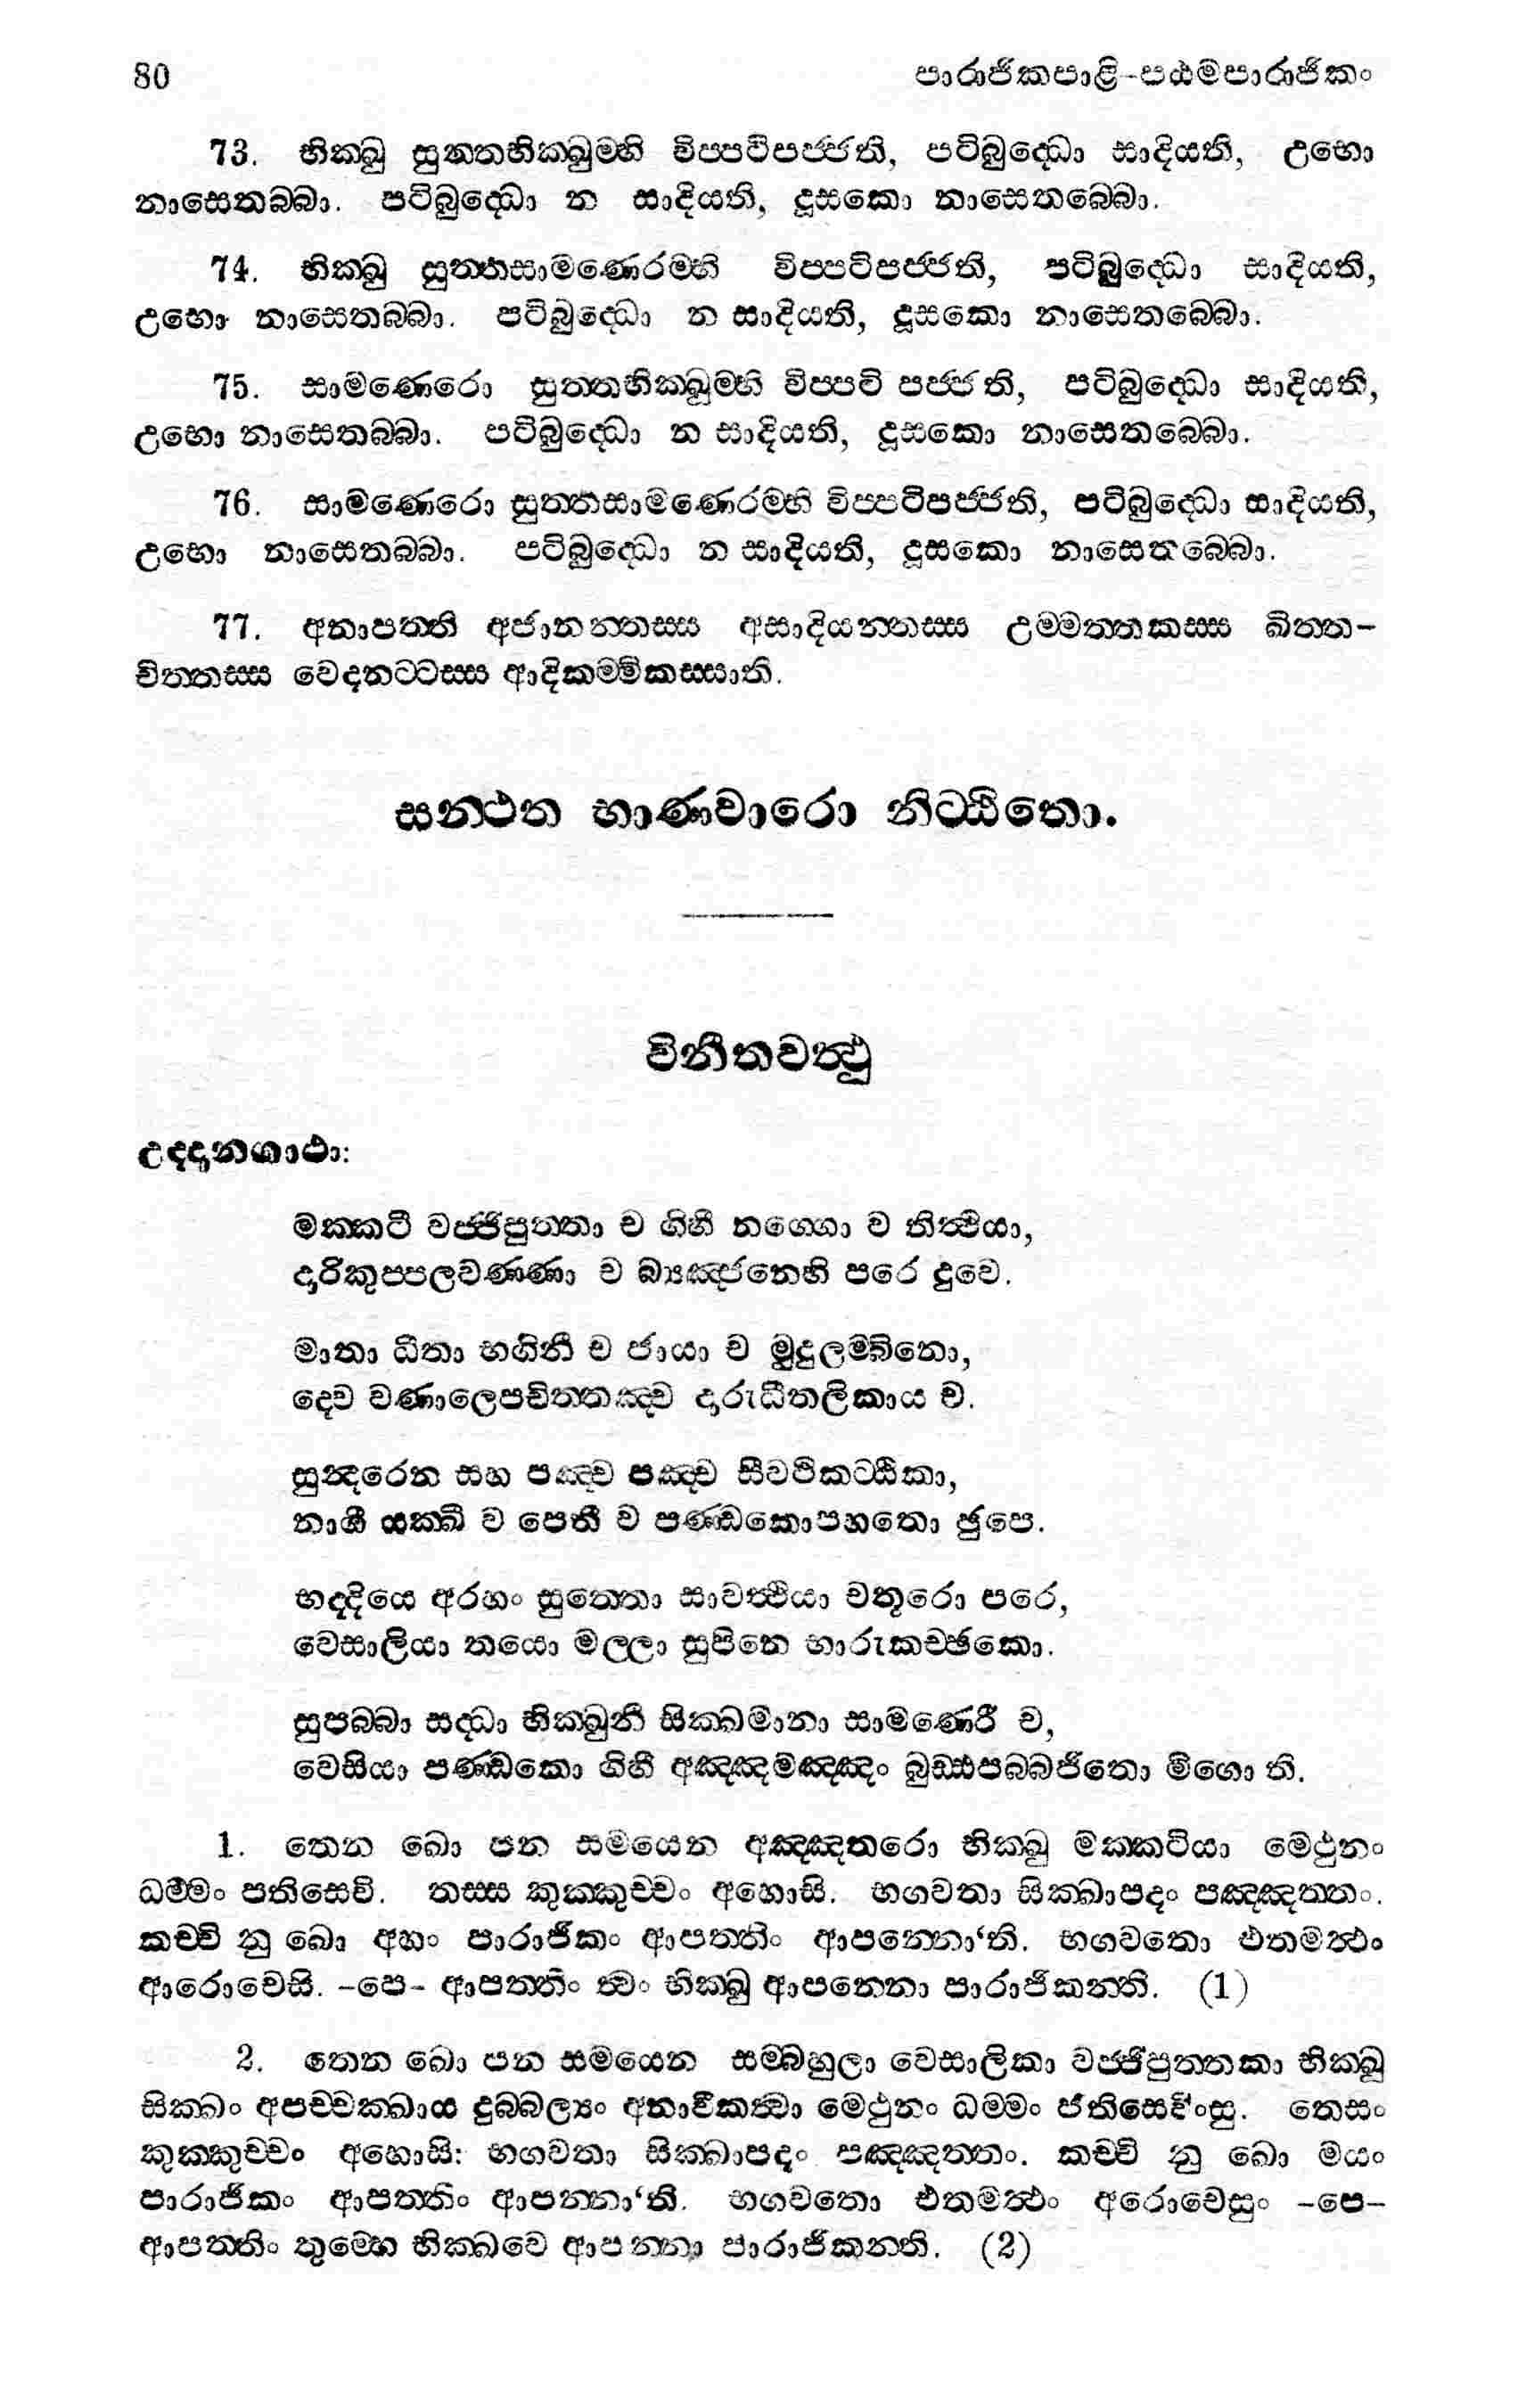 80 පාරාජිකපාළි-පඨමපාරාජිකං
73. භික්ඛු සුත්තභික්ඛුම්හි විප්පටිපජ්ජති, පටිබුද්ධො සාදියති, උභො
නාසෙතබ්බා. පටිබුද්ධො න සාදියති, දූසකො නාසෙතබ්බො.
74. භික්ඛු සුත්තසාමණෙරම්හි විප්පටිපජ්ජති, පටිබුද්ධො සාදියති,
උභො නාසෙතබ්බා. පටිබුද්ධො න සාදියති, දූසකො නාසෙතබ්බො.
75. සාමණෙරො සුත්තභික්ඛුම්හි විප්පටි පජ්ජති, පටිබුද්ධො සාදියති,
උභො නාසෙතබ්බා. පටිබුද්ධො න සාදියති, දූසකො නාසෙතබ්බො.
76. සාමණෙරො සුත්තසාමණෙරම්හි විප්පටිපජ්ජති, පටිබුද්ධො සාදියති,
උභො නාසෙතබ්බා. පටිබුද්ධො න සාදියති, දූසකො නාසෙතබ්බො.
77. අනාපත්ති අජානන්තස්ස අසාදියන්තස්ස උම්මත්තකස්ස ඛිත්ත-
චිත්තස්ස වෙදනට්ටස්ස ආදිකම්මිකස්සාති.
සන්ථත භාණවාරො නිට්ඨිතො.
විනීතවත්ථු
උද්දානගාථා:
මක්කටී වජ්ජිපුත්තා ච ගිහී නග්ගො ච තිත්ථියා,
දාරිකුප්පලවණ්ණා ච බ්‍යඤ්ජනෙහි පරෙ දුවෙ.
මාතා ධීතා භගිනී ච ජායා ච මුදුලම්බිනො,
ද්වෙ වණාලෙපචිත්තඤ්ච දාරුධීතලිකාය ච.
සුන්දරෙන සහ පඤ්ච පඤ්ච සීවථිකට්ඨිකා,
නාගී යක්ඛී ච පෙතී ච පණ්ඩකොපහතො ඡුපෙ.
භද්දියෙ අරහං සුත්තො සාවත්ථියා චතුරො පරෙ,
වෙසාලියා තයො මල්ලා සුපිනෙ භාරුකච්ඡකො.
සුපබ්බා සද්ධා භික්ඛුනී සික්ඛමානා සාමණෙරී ච,
වෙසියා පණ්ඩකො ගිහී අඤ්ඤමඤ්ඤං බුඩ්ඪපබ්බජිතො මිගො ති.
1. තෙන ඛො පන සමයෙන අඤ්ඤතරො භික්ඛු මක්කටියා මෙථුනං
ධම්මං පතිසෙවි. තස්ස කුක්කුච්චං අහොසි. භගවතා සික්ඛාපදං පඤ්ඤත්තං.
කච්චි නු ඛො අහං පාරාජිකං ආපත්තිං ආපන්නො‘ති. භගවතො එතමත්ථං
ආරොචෙසි. -පෙ- ආපත්තිං ත්වං භික්ඛු ආපන්නො පාරාජිකන්ති. (1)
2. තෙන ඛො පන සමයෙන සම්බහුලා වෙසාලිකා වජ්ජිපුත්තකා භික්ඛූ
සික්ඛං අපච්චක්ඛාය දුබ්බල්‍යං අනාවිකත්වා මෙථුනං ධම්මං පතිසෙවිංසු. තෙසං
කුක්කුච්චං අහොසි: භගවතා සික්ඛාපදං පඤ්ඤත්තං. කච්චි නු ඛො මයං
පාරාජිකං ආපත්තිං ආපන්නා‘ති. භගවතො එතමත්ථං අරොචෙසුං -පෙ-
ආපත්තිං තුම්හෙ භික්ඛවෙ ආපන්නා පාරාජිකන්ති. (2)